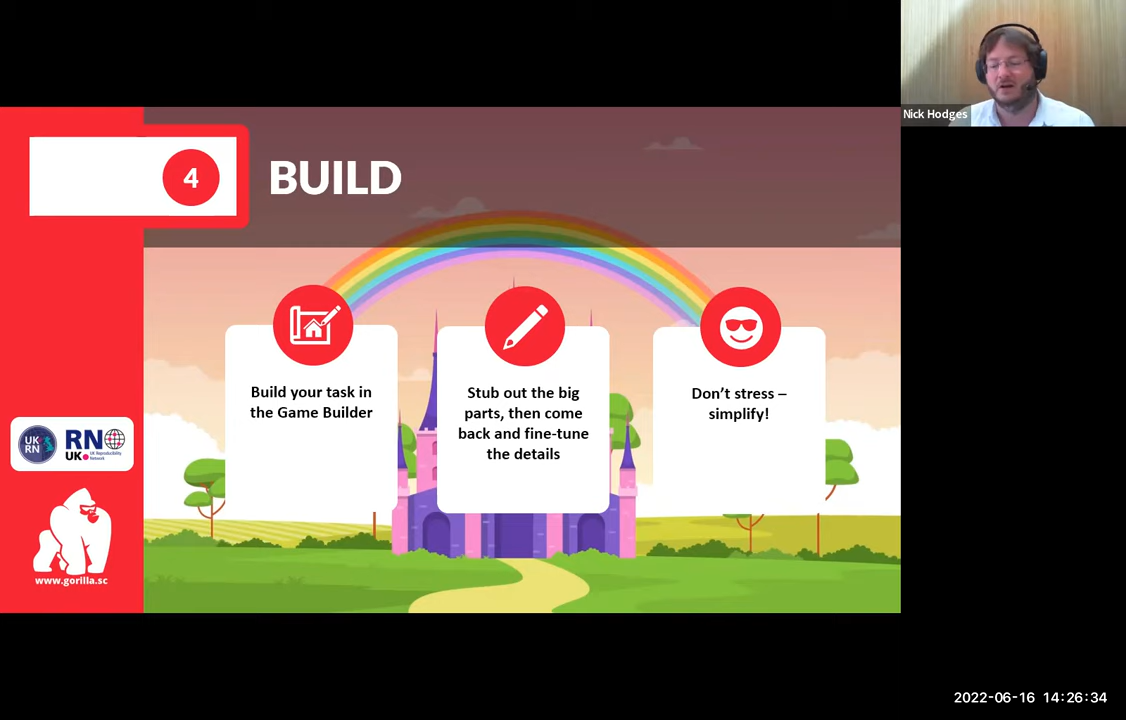 Nick Hodges
4
BUILD
Build your task in
the Game Builder
Stub out the big
parts, then come
back and fine-tune
the details
Don't stress –
simplify!
UK
RN
RN
UK
www.gorilla.sc
2022-06-16 14:26:34